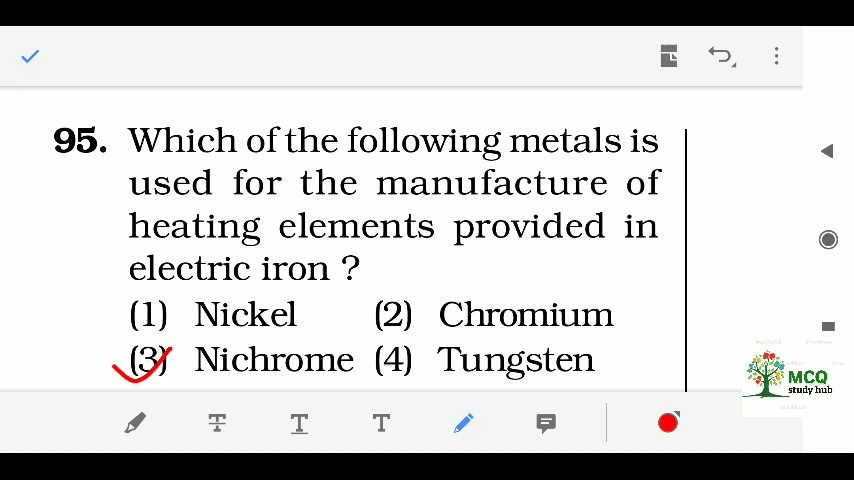 95. Which of the following metals is
used for the manufacture of
heating elements provided in
electric iron ?
(1) Nickel (2) Chromium
(3) Nichrome (4) Tungsten
MCQ
study hub